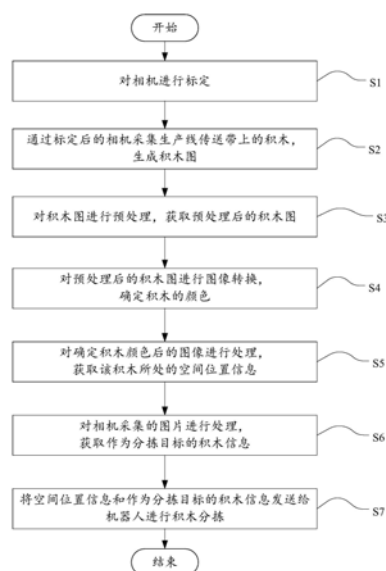 开始
对相机进行标定
S1
通过标定后的相机采集生产线传送带上的积木，
生成积木图
S2
对积木图进行预处理，获取预处理后的积木图
S3
对预处理后的积木图进行图像转换，
确定积木的颜色
S4
对确定积木颜色后的图像进行处理，
获取该积木所处的空间位置信息
S5
对相机采集的图片进行处理，
获取作为分拣目标的积木信息
S6
将空间位置信息和作为分拣目标的积木信息发送给
机器人进行积木分拣
S7
结束